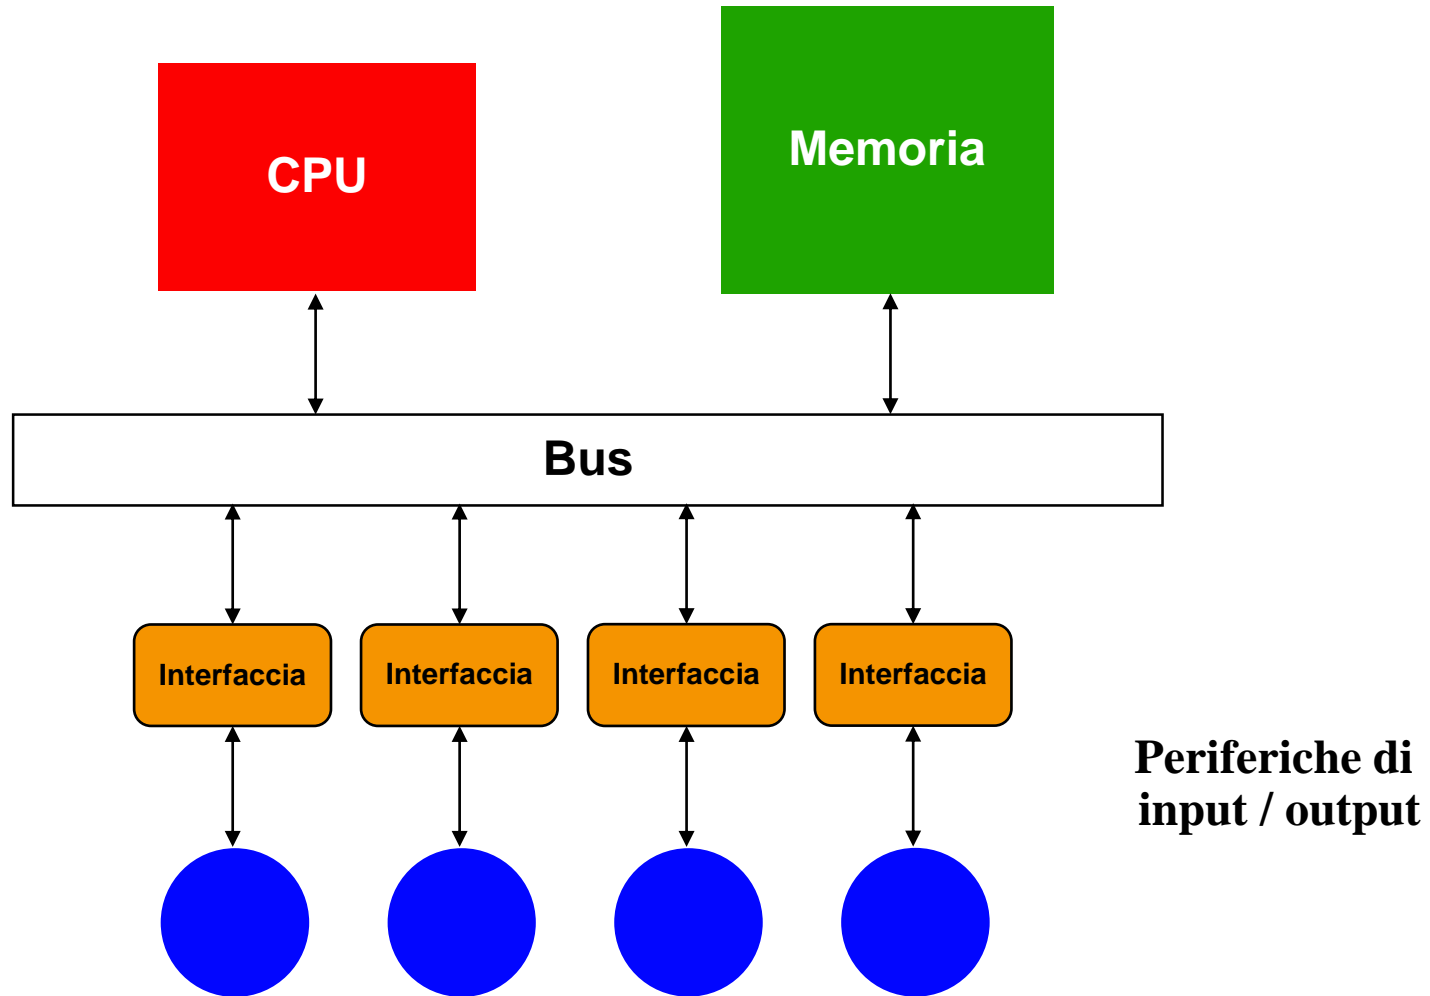 CPU
Memoria
Bus
Interfaccia
Interfaccia
Interfaccia
Interfaccia
Periferiche di
input / output